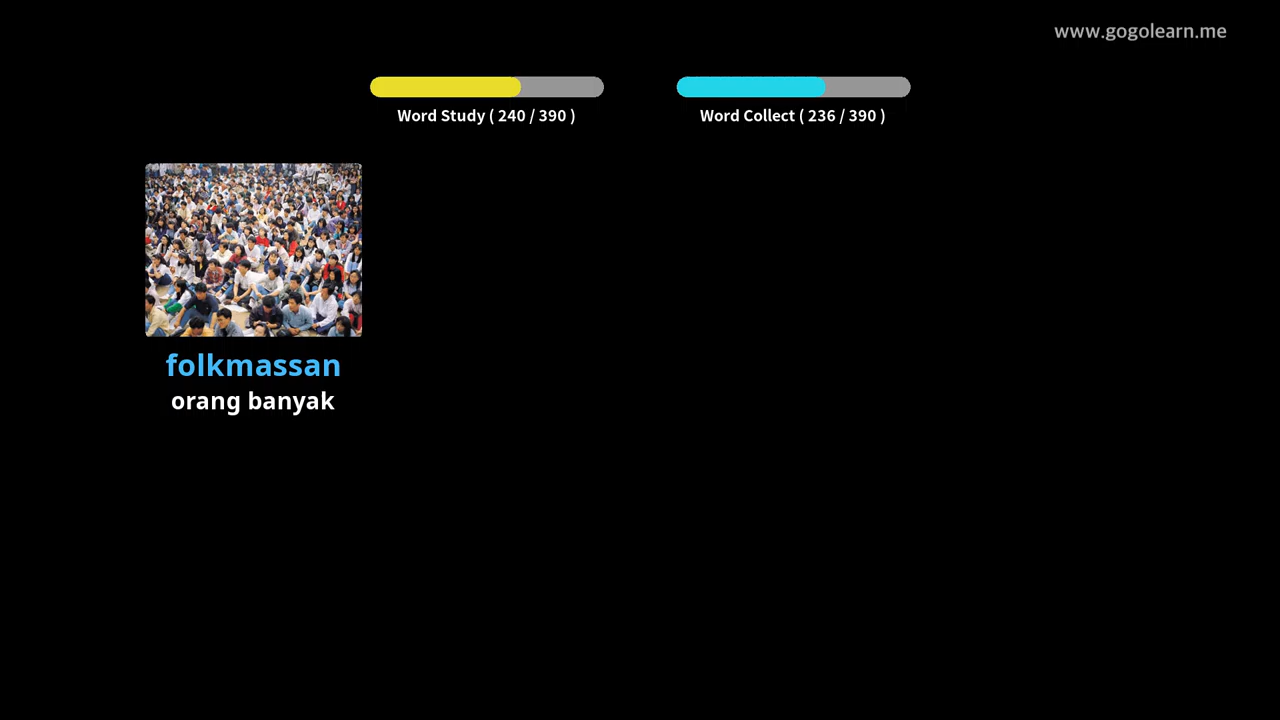 www.gogolearn.me
Word Study ( 240 / 390 )
Word Collect ( 236 / 390 )
folkmassan
orang banyak